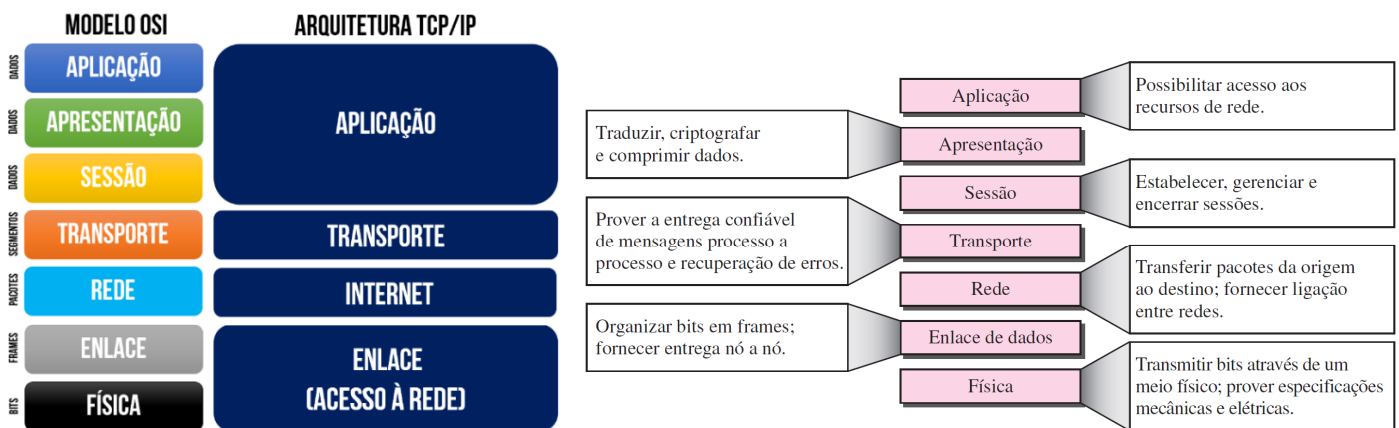 MODELO OSI
ARQUITETURA TCP/IP
DADOS
APLICAÇÃO
DADOS
APRESENTAÇÃO
DADOS
SESSÃO
SEGMENTOS
TRANSPORTE
PACOTES
REDE
FRAMES
ENLACE
BITS
FÍSICA
APLICAÇÃO
TRANSPORTE
INTERNET
ENLACE
(ACESSO À REDE)
Aplicação
Possibilitar acesso aos
recursos de rede.
Traduzir, criptografar
e comprimir dados.
Apresentação
Sessão
Estabelecer, gerenciar e
encerrar sessões.
Prover a entrega confiável
de mensagens processo a
processo e recuperação de erros.
Transporte
Rede
Transferir pacotes da origem
ao destino; fornecer ligação
entre redes.
Organizar bits em frames;
fornecer entrega nó a nó.
Enlace de dados
Física
Transmitir bits através de um
meio físico; prover especificações
mecânicas e elétricas.